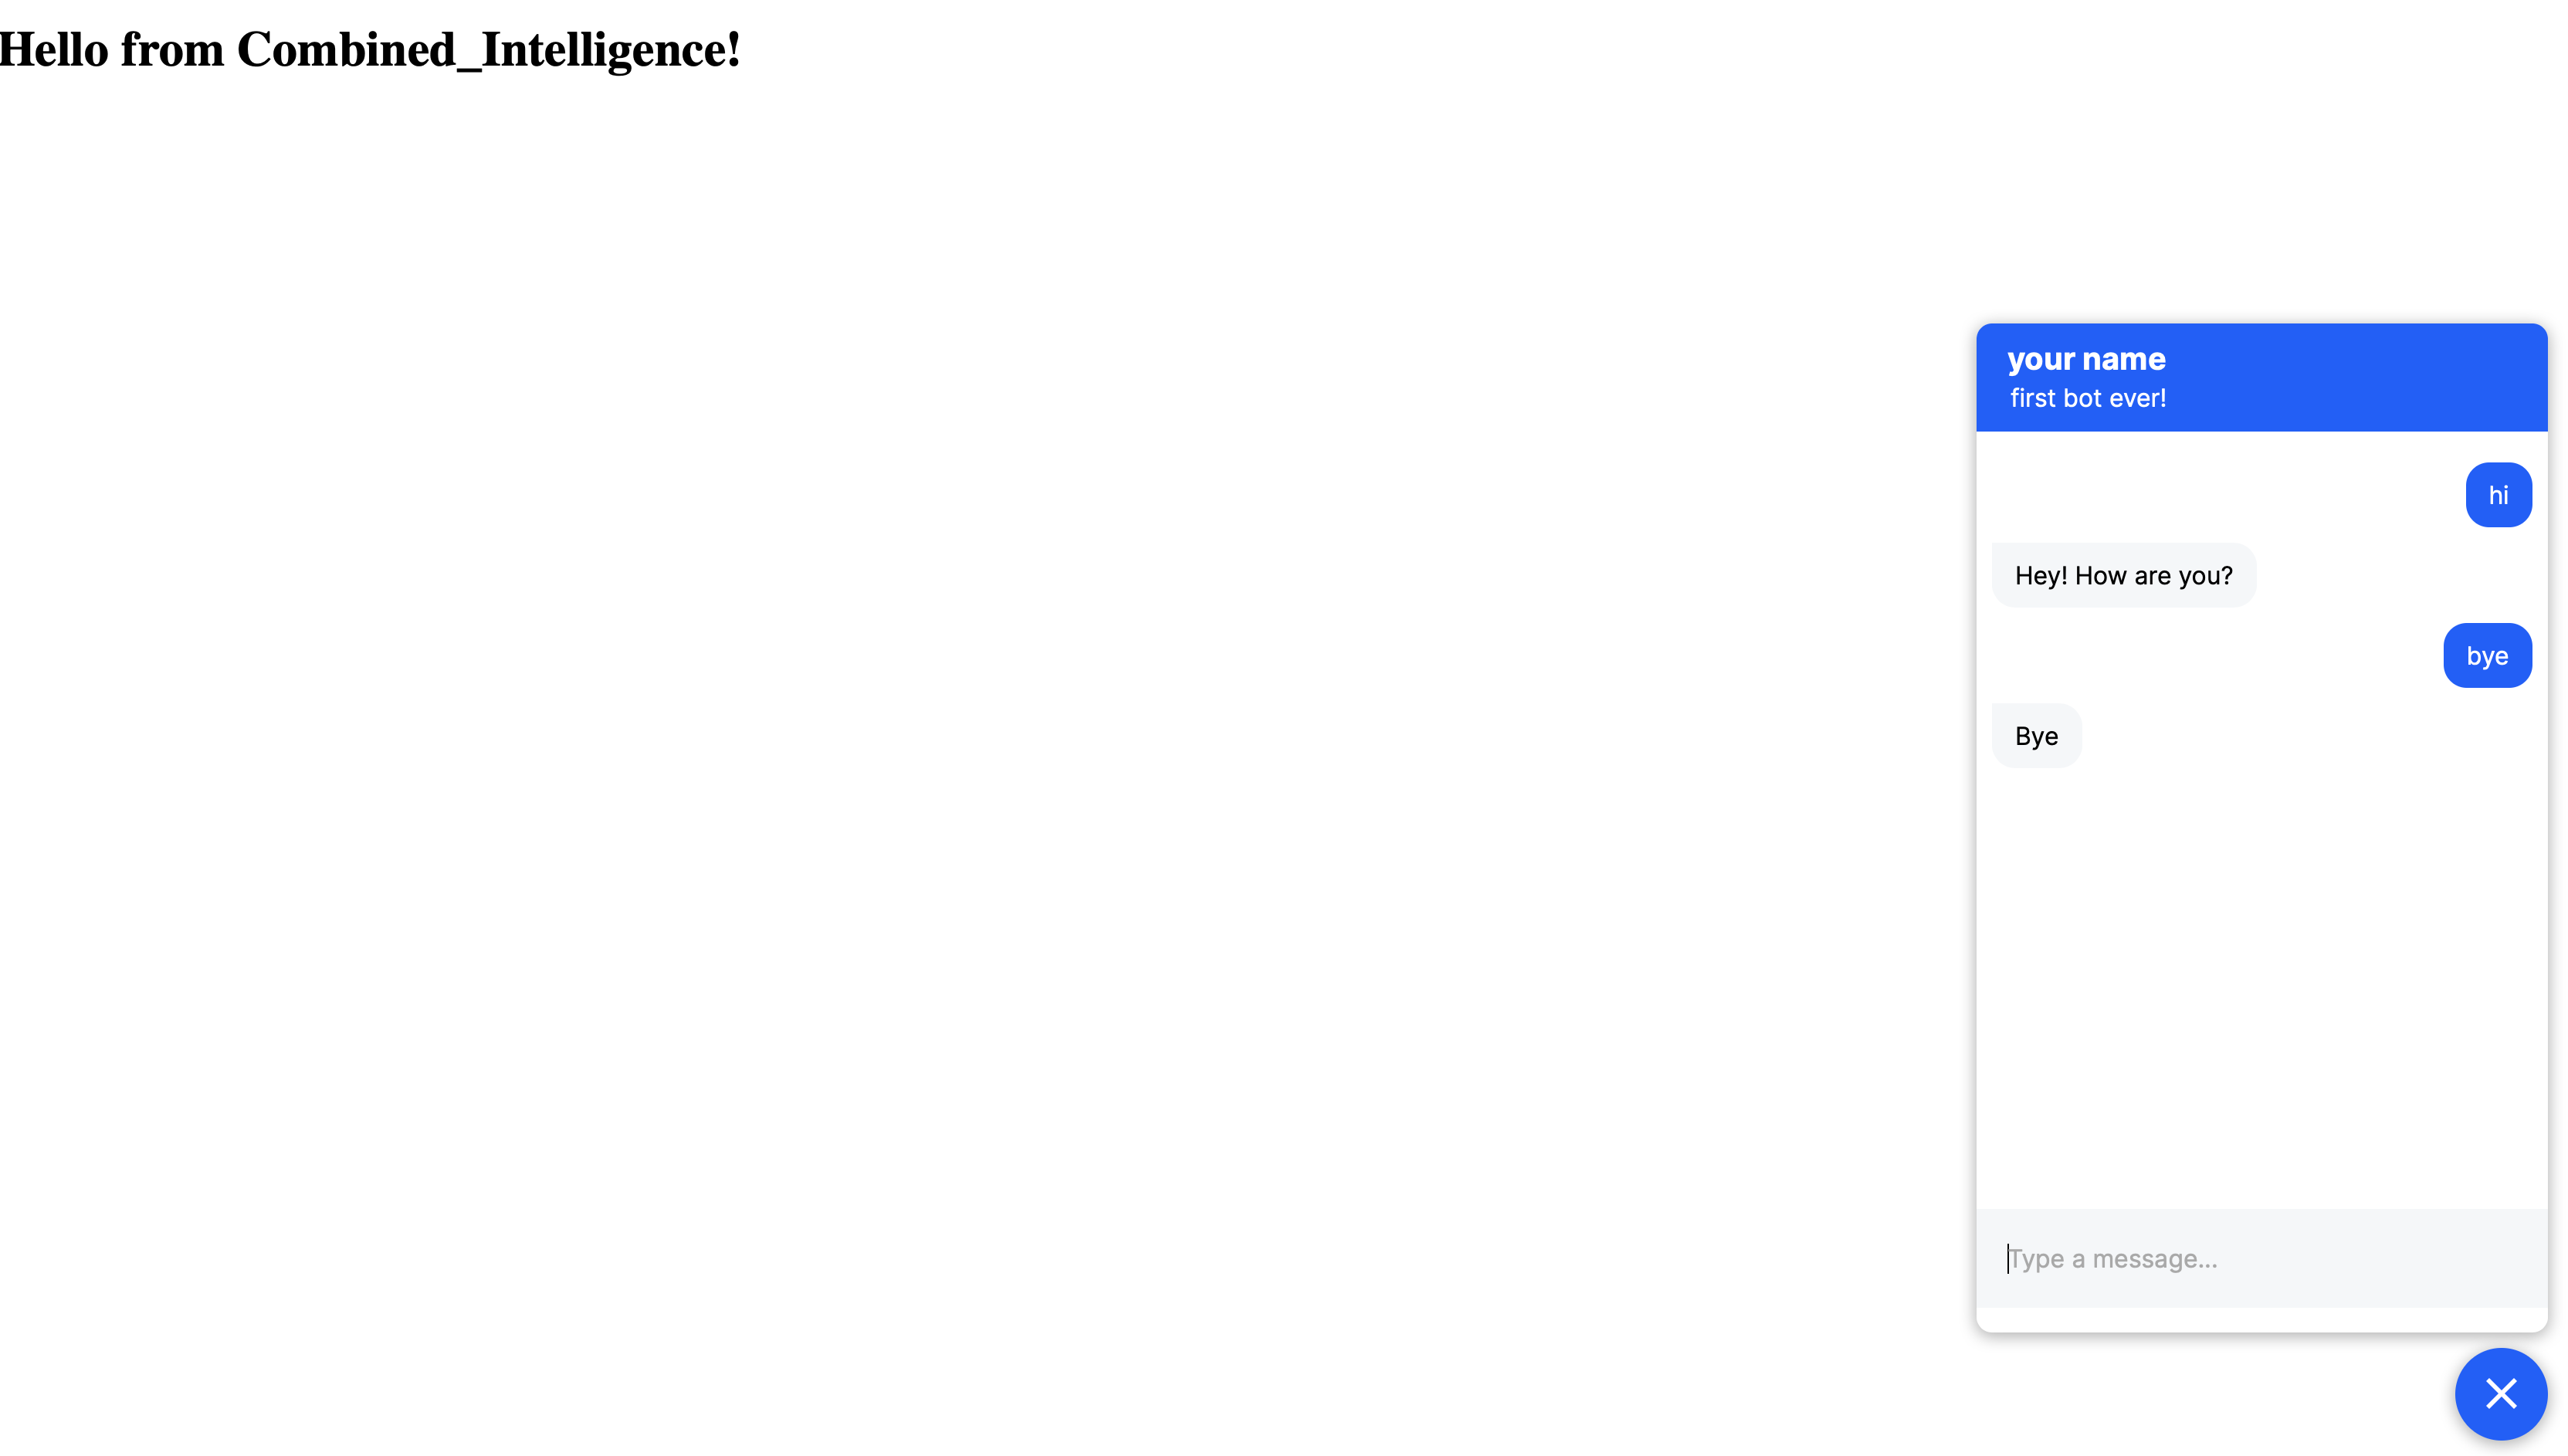 Hello from Combined_Intelligence!
your name
first bot ever!
hi
Hey! How are you?
bye
Bye
Type a message...